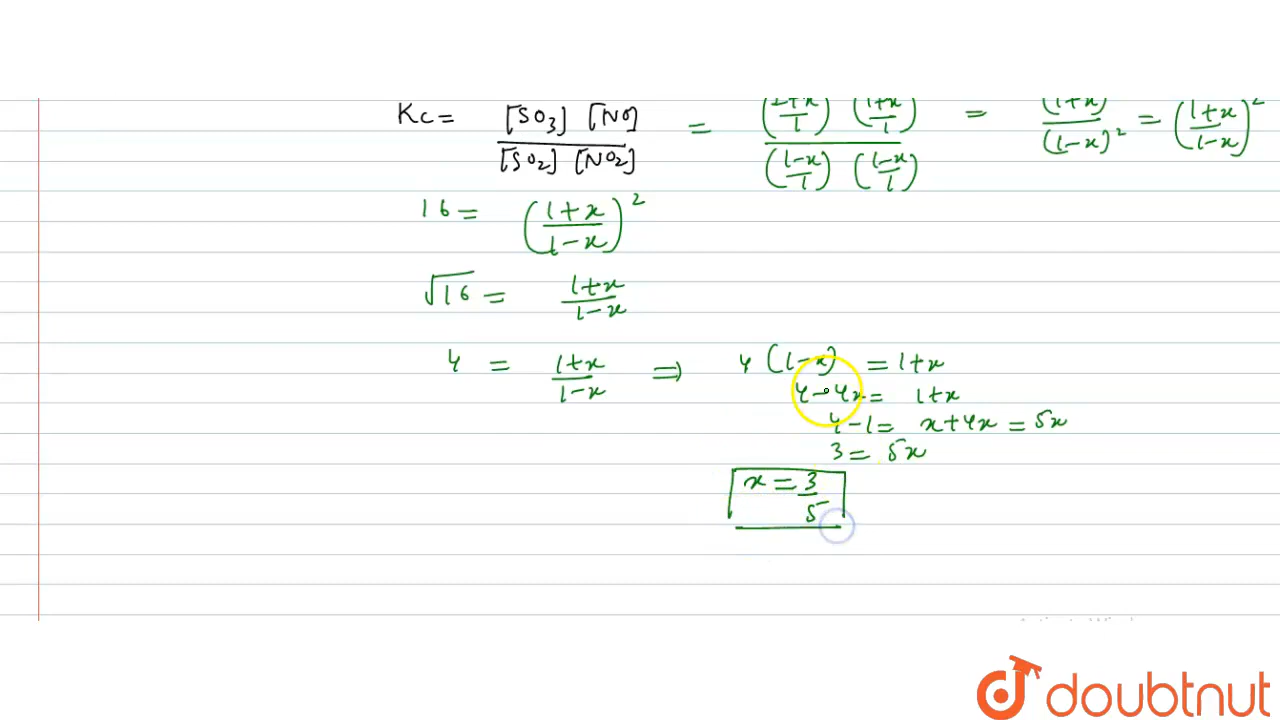 Kc = [SO3] [NO] / [SO2] [NO2] = (1+x/1) (1+x/1) / (1-x/1) (1-x/1) = (1+x) / (1-x)^2 = (1+x/1-x)^2
16 = (1+x/1-x)^2
√16 = 1+x/1-x
4 = 1+x/1-x ⇒ 4 (1-x) = 1+x
4-4x = 1+x
4-1 = x+4x = 5x
3 = 5x
x = 3/5
doubtnut